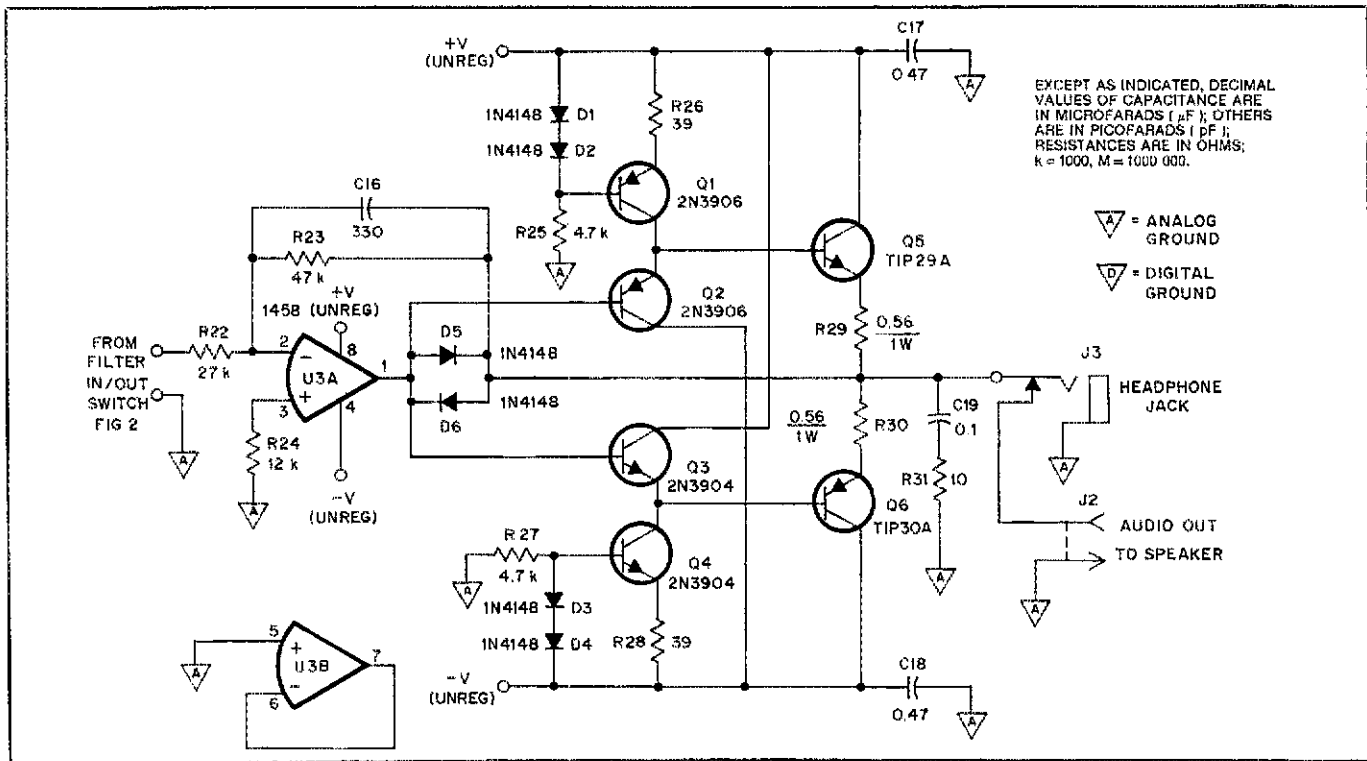 +V
(UNREG)
C17
0.47
A
EXCEPT AS INDICATED, DECIMAL
VALUES OF CAPACITANCE ARE
IN MICROFARADS ( µF ); OTHERS
ARE IN PICOFARADS ( pF );
RESISTANCES ARE IN OHMS;
k = 1000, M = 1000 000.
1N4148 D1
1N4148 D2
R26
39
Q1
2N3906
C16
330
R25 4.7 k
A
A = ANALOG
GROUND
D = DIGITAL
GROUND
R23
47 k
Q5
TIP29A
+V
(UNREG)
1458
Q2
2N3906
R29 0.56
1W
FROM
FILTER
IN/OUT
SWITCH
FIG 2
R22
27 k
2
−
8
U3A
1
+
3
4
D5
1N4148
1N4148
D6
J3
HEADPHONE
JACK
A
A
R24
12 k
A
−V
(UNREG)
0.56
1W
R30
C19
0.1
R31 10
A
Q3
2N3904
Q6
TIP30A
J2
AUDIO OUT
TO SPEAKER
A
R27
4.7 k
A
Q4
2N3904
1N4148 D3
1N4148 D4
R28 39
5
+
U3B
7
−
6
A
−V
(UNREG)
C18
0.47
A